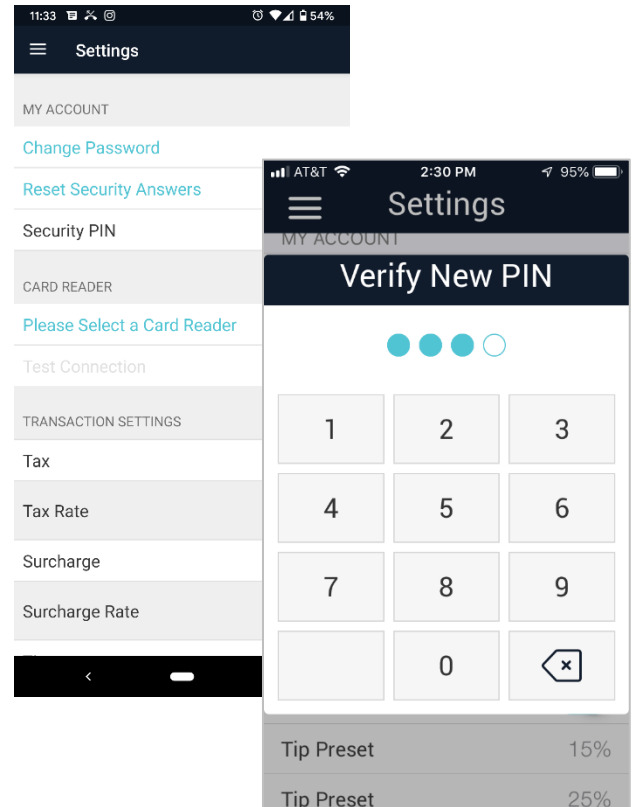 11:33 54%
Settings
MY ACCOUNT
Change Password
Reset Security Answers
Security PIN
CARD READER
Please Select a Card Reader
Test Connection
TRANSACTION SETTINGS
Tax
Tax Rate
Surcharge
Surcharge Rate
AT&T 2:30 PM 95%
Settings
MY ACCOUNT
Verify New PIN
1 2 3
4 5 6
7 8 9
0
Tip Preset 15%
Tip Preset 25%